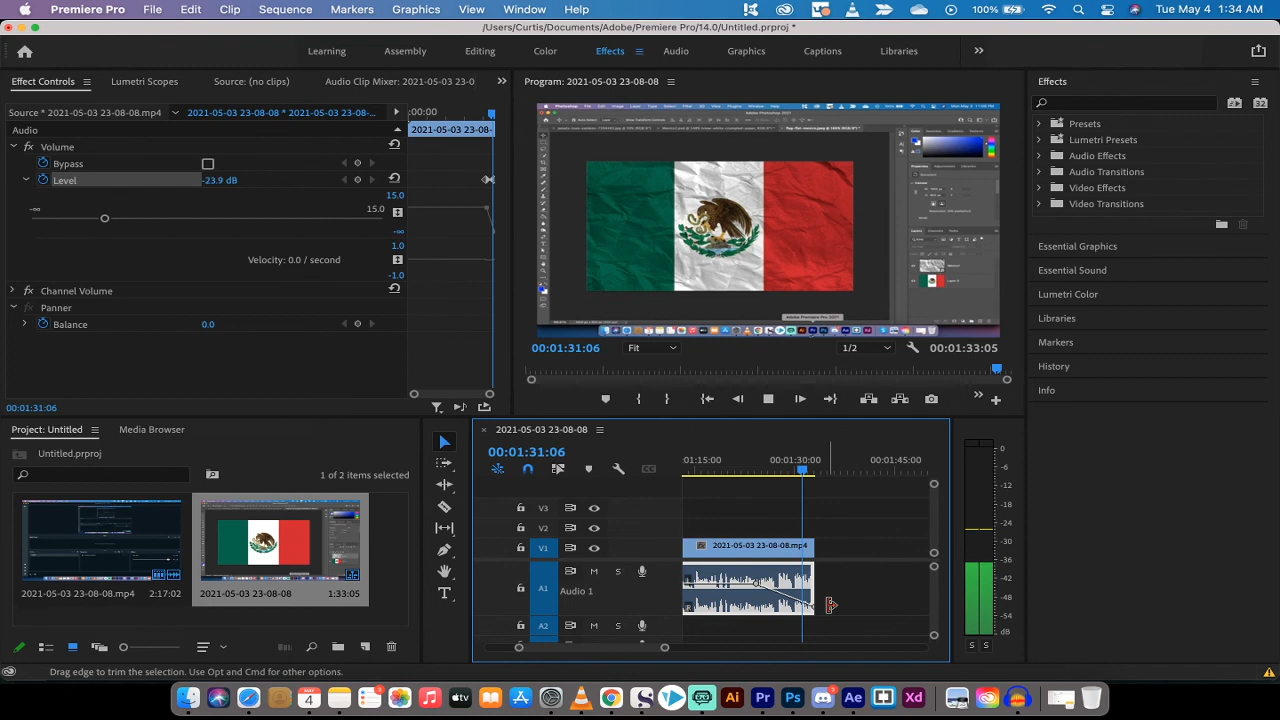 Premiere Pro File Edit Clip Sequence Markers Graphics View Window Help 100% Tue May 4 1:34 AM
/Users/Curtis/Documents/Adobe/Premiere Pro/14.0/Untitled.prproj *
Learning Assembly Editing Color Effects Audio Graphics Captions Libraries
Effect Controls Lumetri Scopes Source: (no clips) Audio Clip Mixer: 2021-05-03 23-0 Program: 2021-05-03 23-08-08 Effects
Source * 2021-05-03 23-08-08.mp4 2021-05-03 23-08-08 * 2021-05-03 23-08-... :00:00
Audio 2021-05-03 23-08-
Volume
Bypass
Level -23.9 dB
15.0
-∞ 15.0
-∞
1.0
Velocity: 0.0 / second
-1.0
Channel Volume
Panner
Balance 0.0
00:01:31:06
00:01:31:06 Fit 1/2 00:01:33:05
Presets
Lumetri Presets
Audio Effects
Audio Transitions
Video Effects
Video Transitions
Essential Graphics
Essential Sound
Lumetri Color
Libraries
Markers
History
Info
Project: Untitled Media Browser
Untitled.prproj
1 of 2 items selected
2021-05-03 23-08-08 2:17:02
2021-05-03 23-08-08 1:33:05
2021-05-03 23-08-08
00:01:31:06
:01:15:00 00:01:30:00 00:01:45:00
V3
V2
V1 2021-05-03 23-08-08.mp4
A1 M S
Audio 1
A2 M S
L
R
0
-6
-12
-18
-24
-30
-36
-42
-48
-54
dB
S S
Drag edge to trim the selection. Use Opt and Cmd for other options.
MAY
4
3
tv
Ai Pr Ps Ae Xd
3